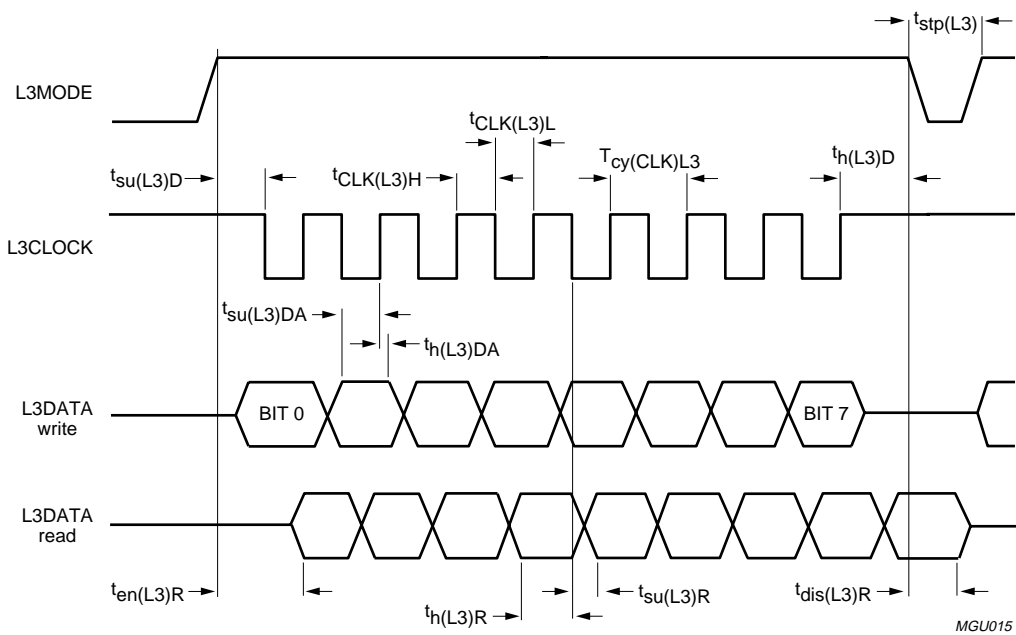 tstp(L3)
L3MODE
tCLK(L3)L
tsu(L3)D
tCLK(L3)H
Tcy(CLK)L3
th(L3)D
L3CLOCK
tsu(L3)DA
th(L3)DA
L3DATA
write
BIT 0
BIT 7
L3DATA
read
ten(L3)R
th(L3)R
tsu(L3)R
tdis(L3)R
MGU015